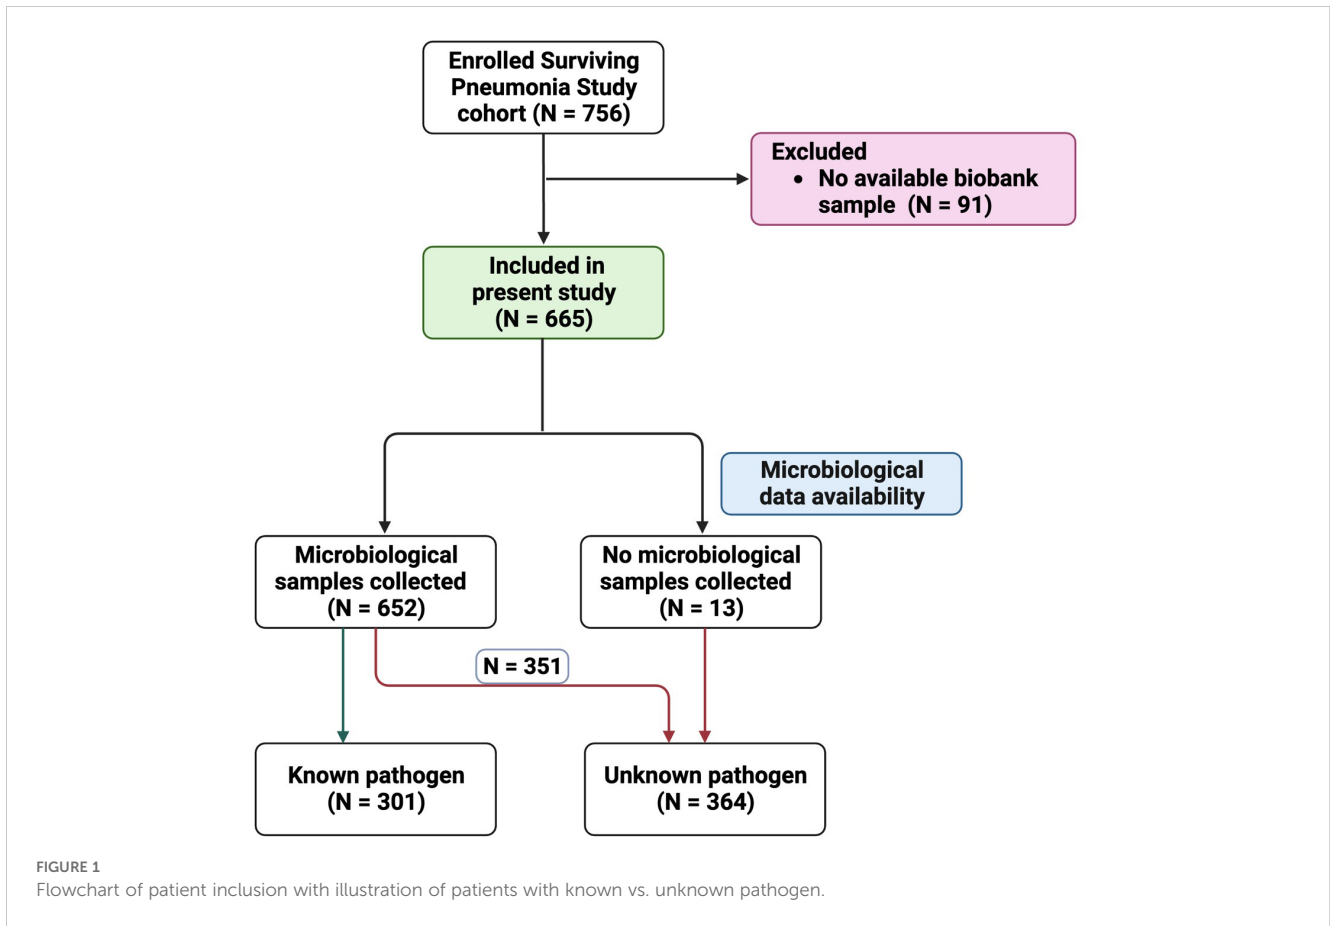 Enrolled Surviving
Pneumonia Study
cohort (N = 756)
Excluded
• No available biobank
sample (N = 91)
Included in
present study
(N = 665)
Microbiological
data availability
Microbiological
samples collected
(N = 652)
No microbiological
samples collected
(N = 13)
N = 351
Known pathogen
(N = 301)
Unknown pathogen
(N = 364)
FIGURE 1
Flowchart of patient inclusion with illustration of patients with known vs. unknown pathogen.